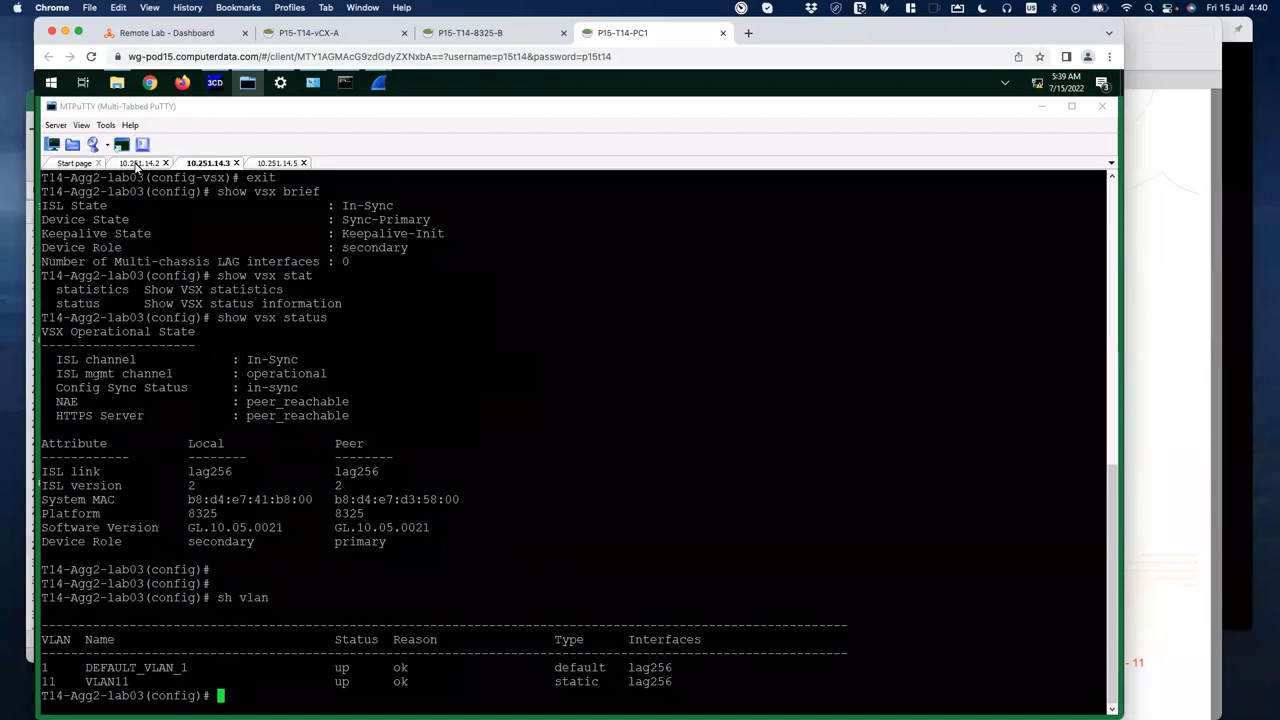 Chrome File Edit View History Bookmarks Profiles Tab Window Help Fri 15 Jul 4:40
Remote Lab - Dashboard P15-T14-vCX-A P15-T14-8325-B P15-T14-PC1
wg-pod15.computerdata.com/#/client/MTY1AGMAcG9zdGdyZXNxbA==?username=p15t14&password=p15t14
3CD
5:39 AM
7/15/2022
3
MTPuTTY (Multi-Tabbed PuTTY)
Server View Tools Help
Start page 10.251.14.2 10.251.14.3 10.251.14.5
T14-Agg2-lab03(config-vsx)# exit
T14-Agg2-lab03(config)# show vsx brief
ISL State : In-Sync
Device State : Sync-Primary
Keepalive State : Keepalive-Init
Device Role : secondary
Number of Multi-chassis LAG interfaces : 0
T14-Agg2-lab03(config)# show vsx stat
statistics Show VSX statistics
status Show VSX status information
T14-Agg2-lab03(config)# show vsx status
VSX Operational State
---------------------
ISL channel : In-Sync
ISL mgmt channel : operational
Config Sync Status : in-sync
NAE : peer_reachable
HTTPS Server : peer_reachable
Attribute Local Peer
------------ -------- --------
ISL link lag256 lag256
ISL version 2 2
System MAC b8:d4:e7:41:b8:00 b8:d4:e7:d3:58:00
Platform 8325 8325
Software Version GL.10.05.0021 GL.10.05.0021
Device Role secondary primary
T14-Agg2-lab03(config)#
T14-Agg2-lab03(config)#
T14-Agg2-lab03(config)# sh vlan
--------------------------------------------------------------------------------------------------------------
VLAN Name Status Reason Type Interfaces
--------------------------------------------------------------------------------------------------------------
1 DEFAULT_VLAN_1 up ok default lag256
11 VLAN11 up ok static lag256
T14-Agg2-lab03(config)#
- 11